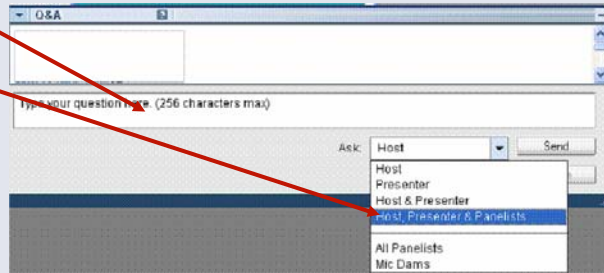 Q&A
Type your question here. (256 characters max)
Ask: Host Send
Host
Presenter
Host & Presenter
Host, Presenter & Panelists
All Panelists
Mic Dams